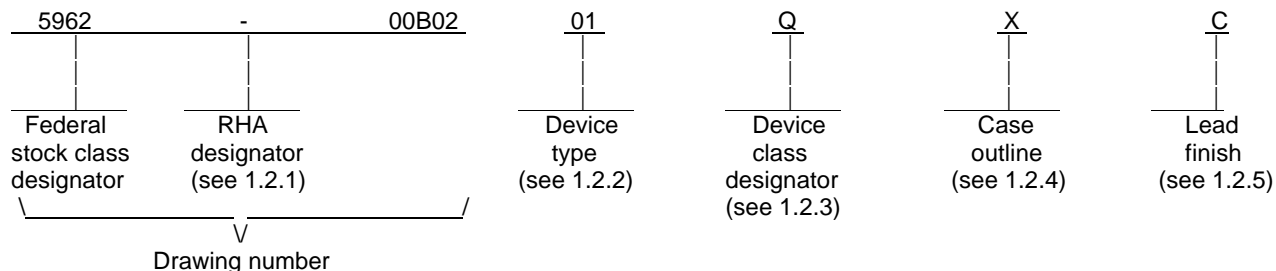 5962 - 00B02 01 Q X C
Federal stock class designator
RHA designator (see 1.2.1)
Device type (see 1.2.2)
Device class designator (see 1.2.3)
Case outline (see 1.2.4)
Lead finish (see 1.2.5)
Drawing number